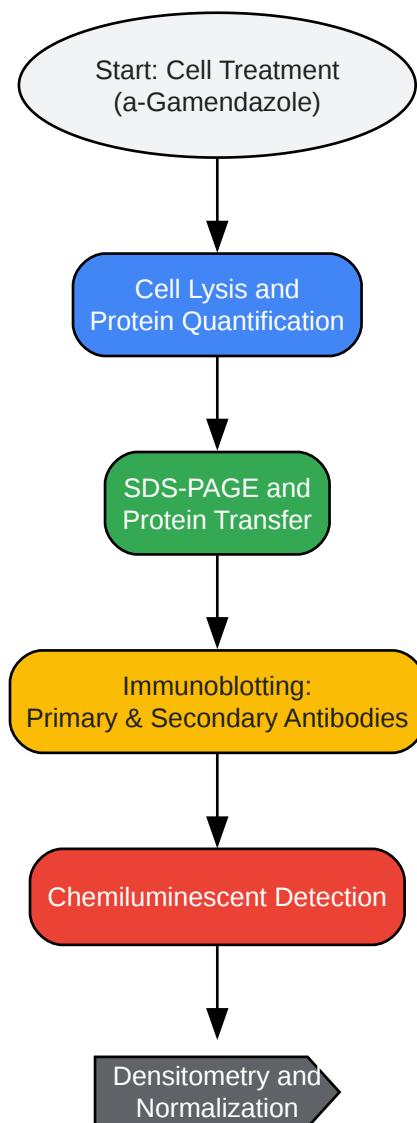 Start: Cell Treatment
(a-Gamendazole)
Cell Lysis and
Protein Quantification
SDS-PAGE and
Protein Transfer
Immunoblotting:
Primary & Secondary Antibodies
Chemiluminescent Detection
Densitometry and
Normalization